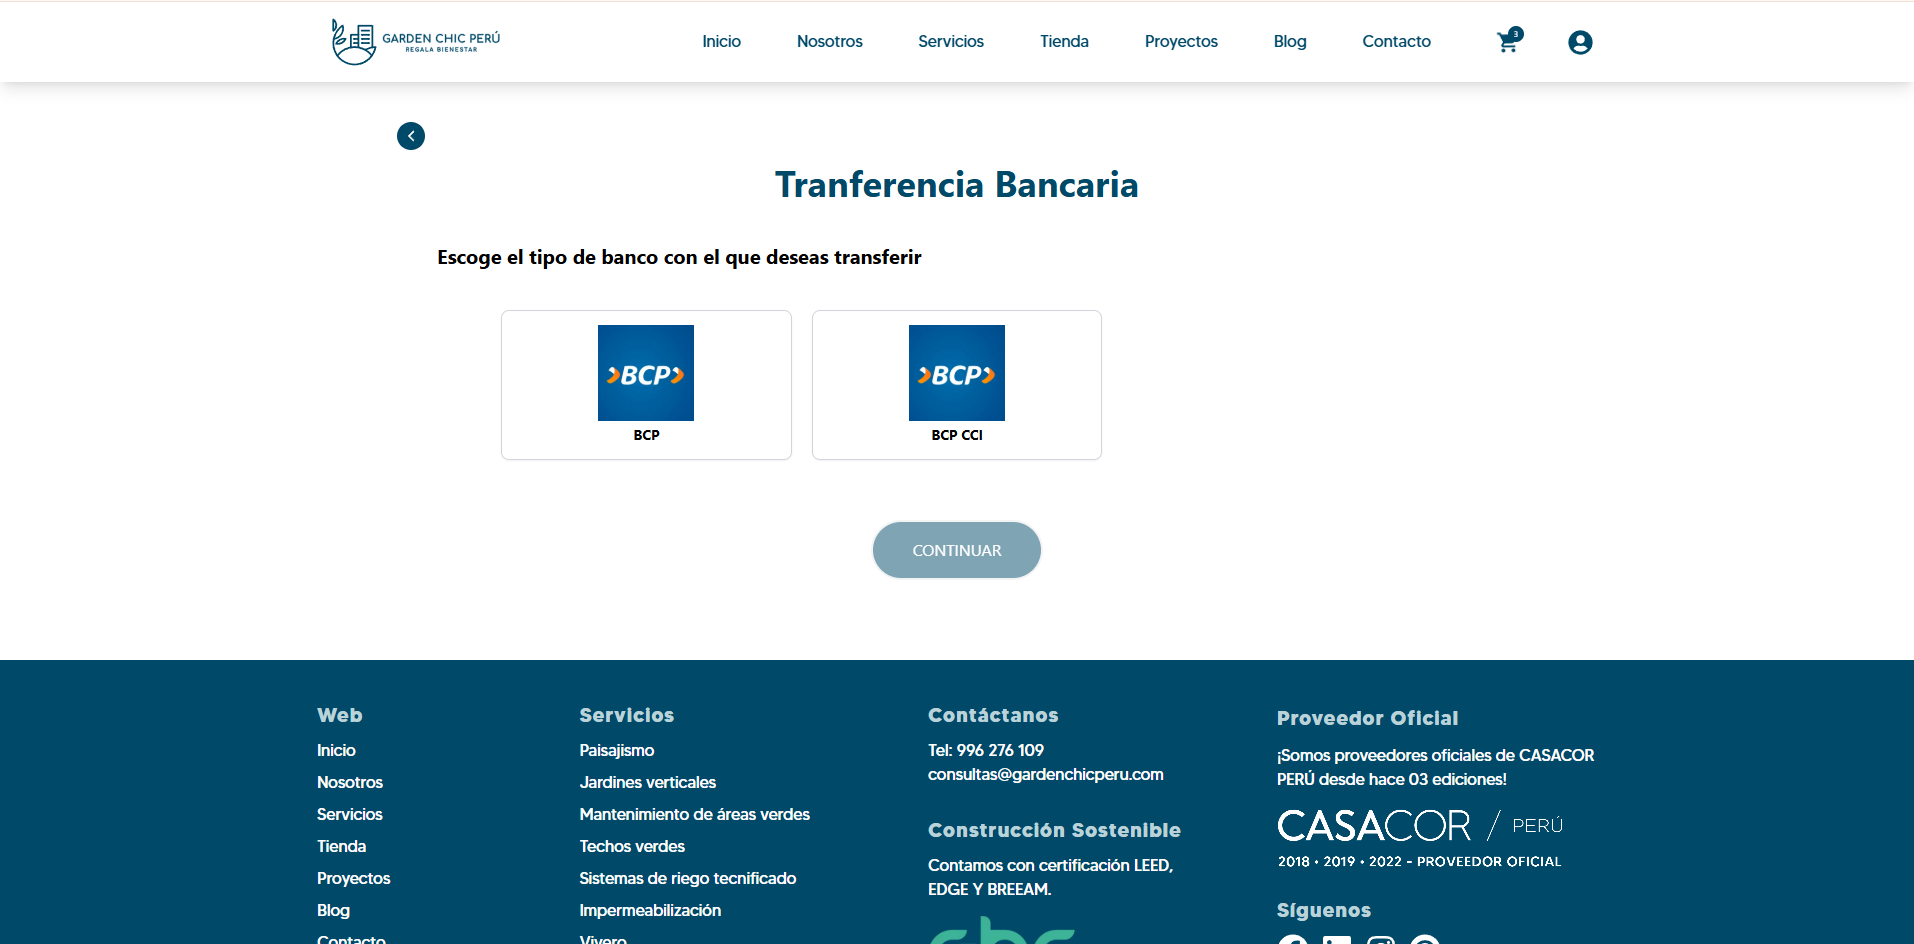 GARDEN CHIC PERÚ
REGALA BIENESTAR
Inicio
Nosotros
Servicios
Tienda
Proyectos
Blog
Contacto
3
Tranferencia Bancaria
Escoge el tipo de banco con el que deseas transferir
BCP
BCP
BCP
BCP CCI
CONTINUAR
Web
Inicio
Nosotros
Servicios
Tienda
Proyectos
Blog
Contacto
Servicios
Paisajismo
Jardines verticales
Mantenimiento de áreas verdes
Techos verdes
Sistemas de riego tecnificado
Impermeabilización
Vivero
Contáctanos
Tel: 996 276 109
consultas@gardenchicperu.com
Construcción Sostenible
Contamos con certificación LEED,
EDGE Y BREEAM.
Proveedor Oficial
¡Somos proveedores oficiales de CASACOR
PERÚ desde hace 03 ediciones!
CASACOR / PERÚ
2018 • 2019 • 2022 - PROVEEDOR OFICIAL
Síguenos